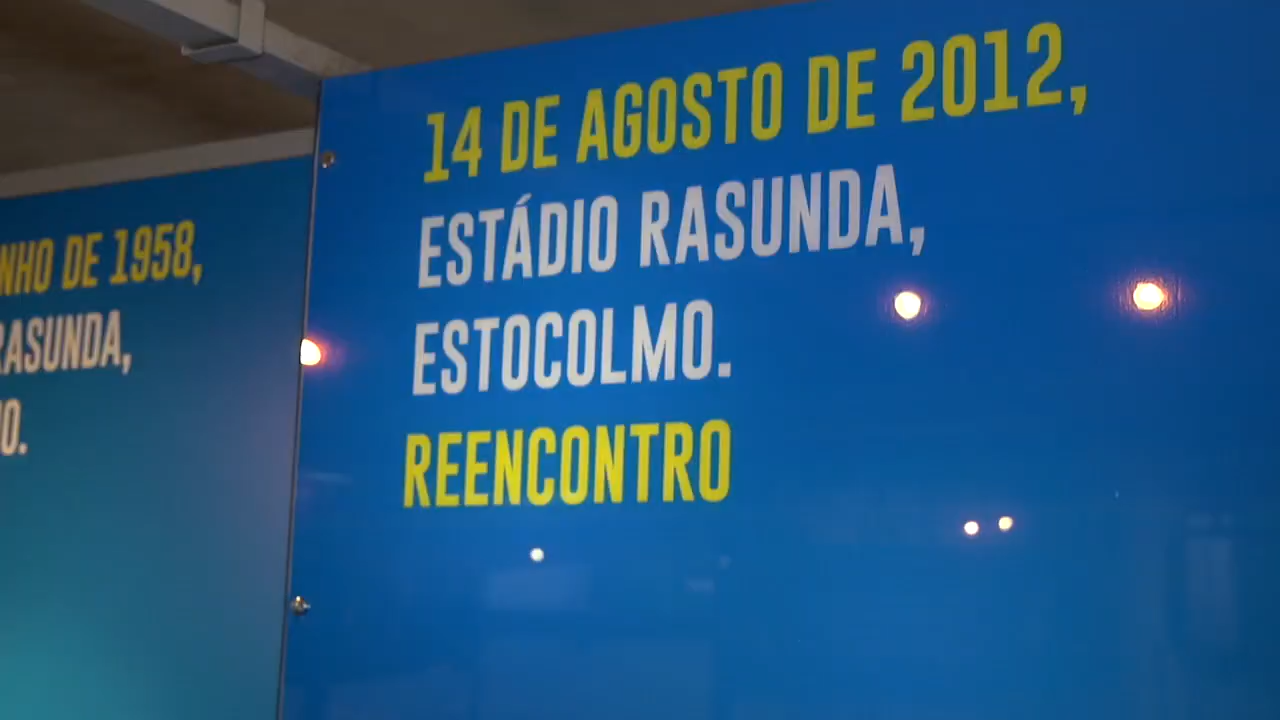 NHO DE 1958,
RASUNDA,
O.
14 DE AGOSTO DE 2012,
ESTÁDIO RASUNDA,
ESTOCOLMO.
REENCONTRO